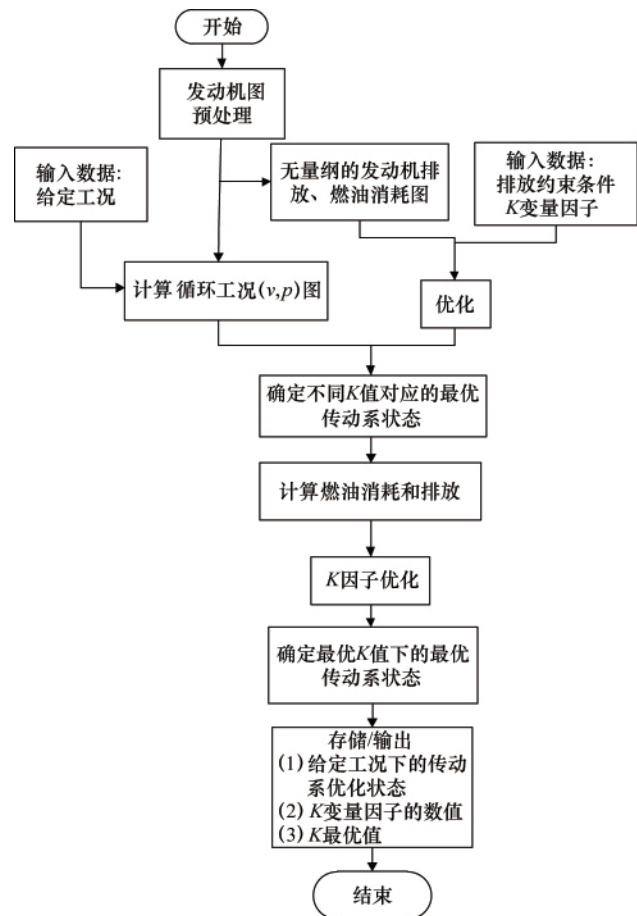 开始
发动机图
预处理
输入数据:
给定工况
无量纲的发动机排
放、燃油消耗图
输入数据:
排放约束条件
K变量因子
计算 循环工况(v,p)图
优化
确定不同K值对应的最优
传动系状态
计算燃油消耗和排放
K因子优化
确定最优K值下的最优
传动系状态
存储/输出
(1) 给定工况下的传动
系优化状态
(2) K变量因子的数值
(3) K最优值
结束